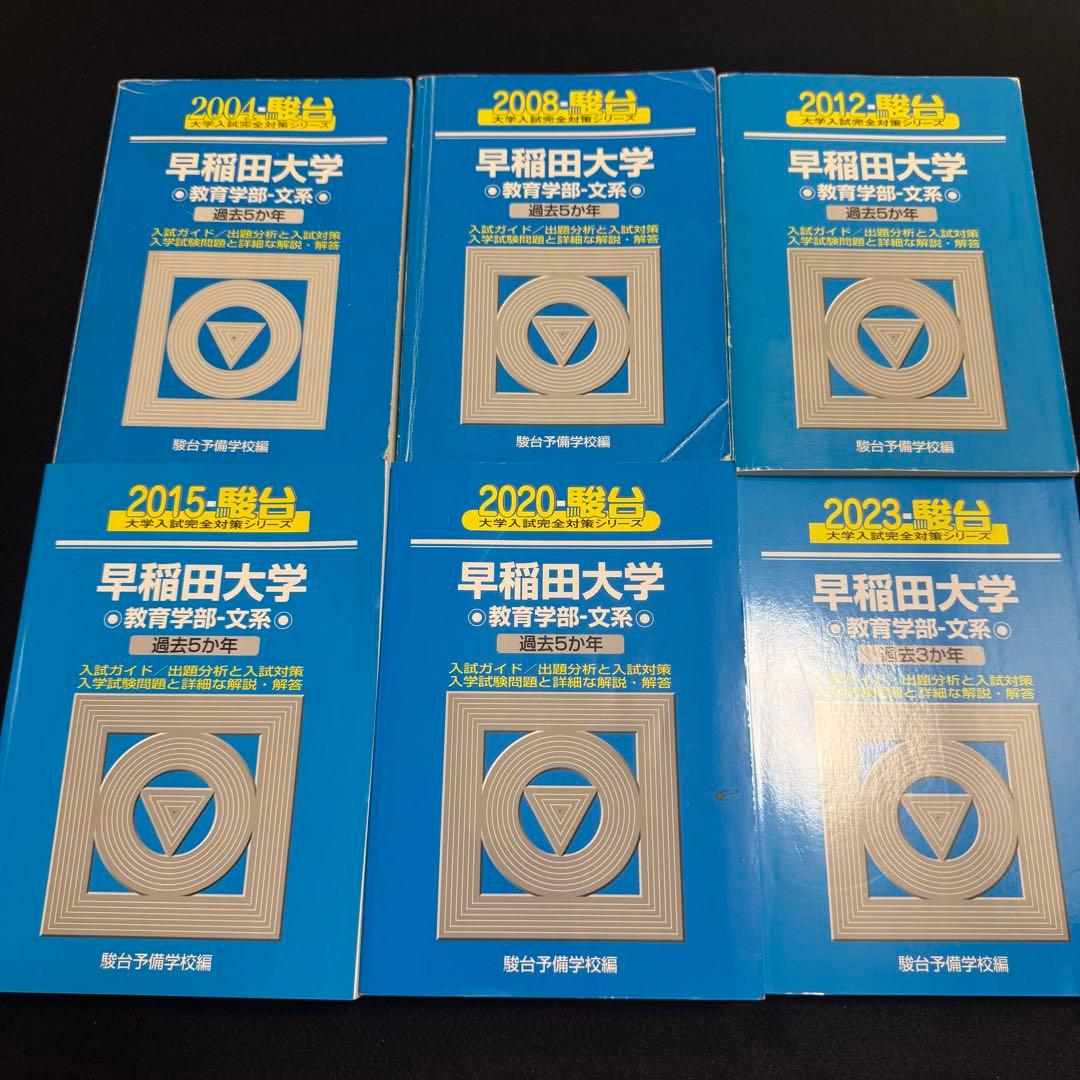 2004-駿台
大学入試完全対策シリーズ
早稲田大学
教育学部-文系
過去5か年
入試ガイド/出題分析と入試対策
入学試験問題と詳細な解説・解答
駿台予備学校編
2008-駿台
大学入試完全対策シリーズ
早稲田大学
教育学部-文系
過去5か年
入試ガイド/出題分析と入試対策
入学試験問題と詳細な解説・解答
駿台予備学校編
2012-駿台
大学入試完全対策シリーズ
早稲田大学
教育学部-文系
過去5か年
入試ガイド/出題分析と入試対策
入学試験問題と詳細な解説・解答
駿台予備学校編
2015-駿台
大学入試完全対策シリーズ
早稲田大学
教育学部-文系
過去5か年
入試ガイド/出題分析と入試対策
入学試験問題と詳細な解説・解答
駿台予備学校編
2020-駿台
大学入試完全対策シリーズ
早稲田大学
教育学部-文系
過去5か年
入試ガイド/出題分析と入試対策
入学試験問題と詳細な解説・解答
駿台予備学校編
2023-駿台
大学入試完全対策シリーズ
早稲田大学
教育学部-文系
過去3か年
入試ガイド/出題分析と入試対策
入学試験問題と詳細な解説・解答
駿台予備学校編